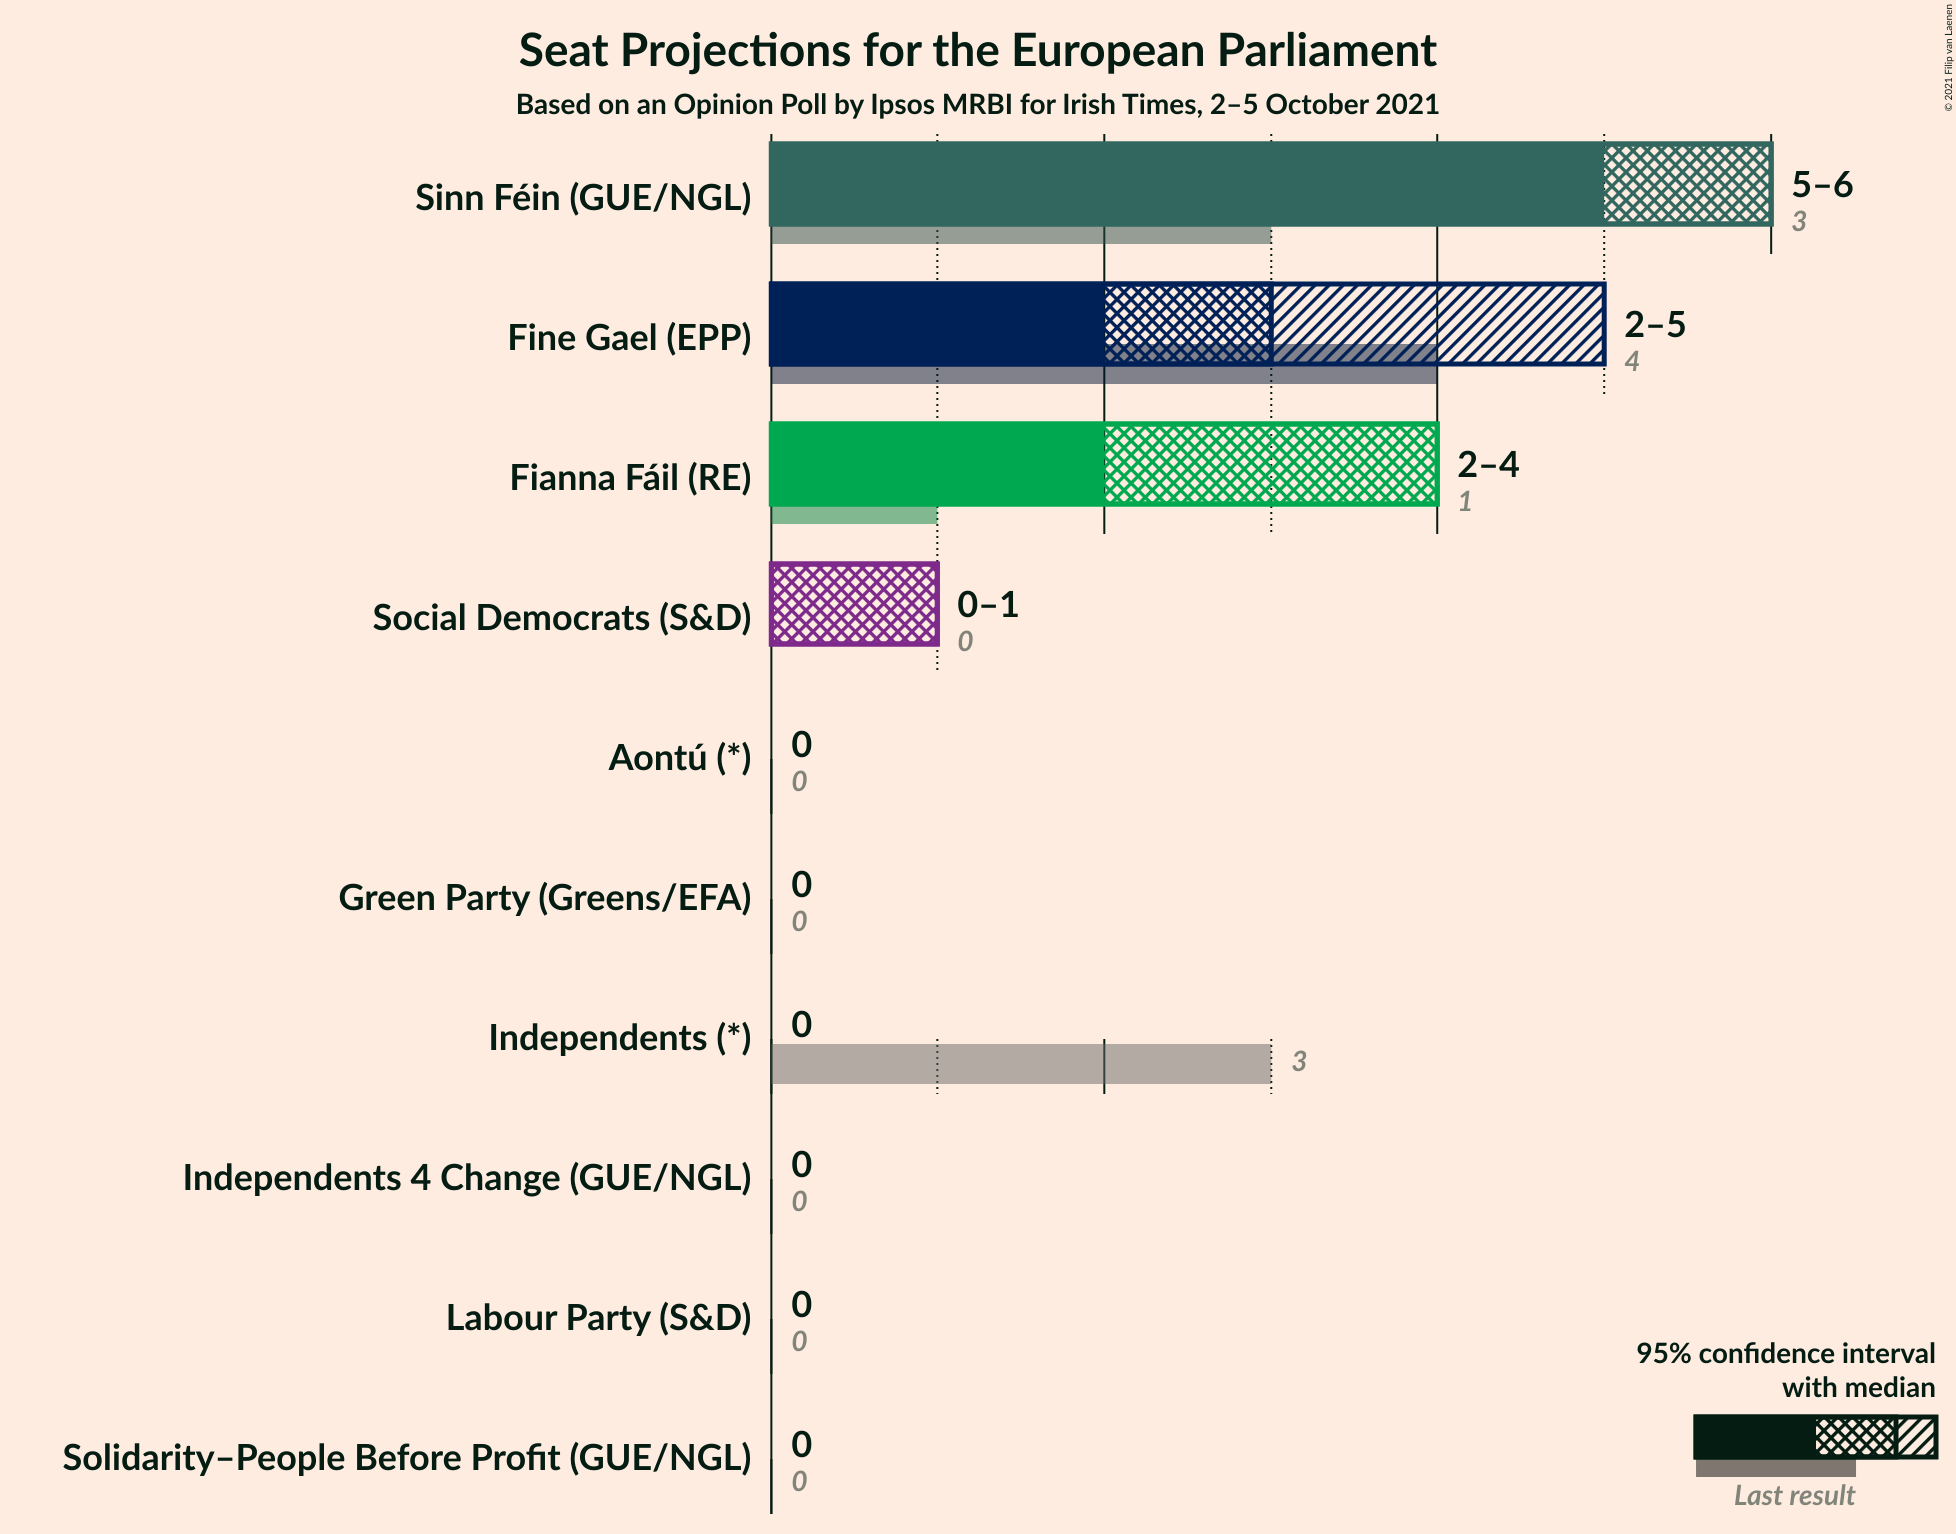 Seat Projections for the European Parliament
Based on an Opinion Poll by Ipsos MRBI for Irish Times, 2–5 October 2021
© 2021 Filip van Laenen
Sinn Féin (GUE/NGL)
5–6
3
Fine Gael (EPP)
2–5
4
Fianna Fáil (RE)
2–4
1
Social Democrats (S&D)
0–1
0
Aontú (*)
0
0
Green Party (Greens/EFA)
0
0
Independents (*)
0
3
Independents 4 Change (GUE/NGL)
0
0
Labour Party (S&D)
0
0
Solidarity–People Before Profit (GUE/NGL)
0
0
95% confidence interval
with median
Last result